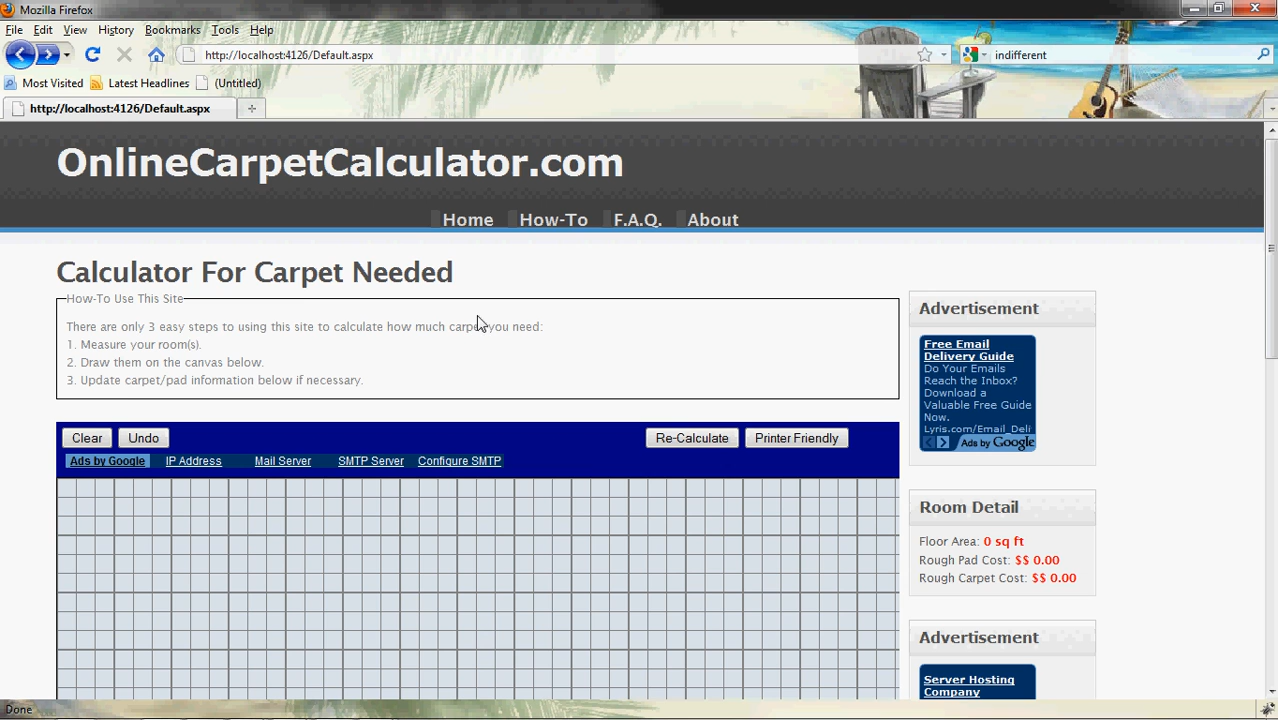 Mozilla Firefox
File Edit View History Bookmarks Tools Help
http://localhost:4126/Default.aspx
indifferent
Most Visited Latest Headlines (Untitled)
http://localhost:4126/Default.aspx
OnlineCarpetCalculator.com
Home How-To F.A.Q. About
Calculator For Carpet Needed
How-To Use This Site
There are only 3 easy steps to using this site to calculate how much carpet you need:
1. Measure your room(s).
2. Draw them on the canvas below.
3. Update carpet/pad information below if necessary.
Clear Undo Re-Calculate Printer Friendly
Ads by Google IP Address Mail Server SMTP Server Configure SMTP
Advertisement
Free Email
Delivery Guide
Do Your Emails
Reach the Inbox?
Download a
Valuable Free Guide
Now.
Lyris.com/Email_Deli
Ads by Google
Room Detail
Floor Area: 0 sq ft
Rough Pad Cost: $$ 0.00
Rough Carpet Cost: $$ 0.00
Advertisement
Server Hosting
Company
Done